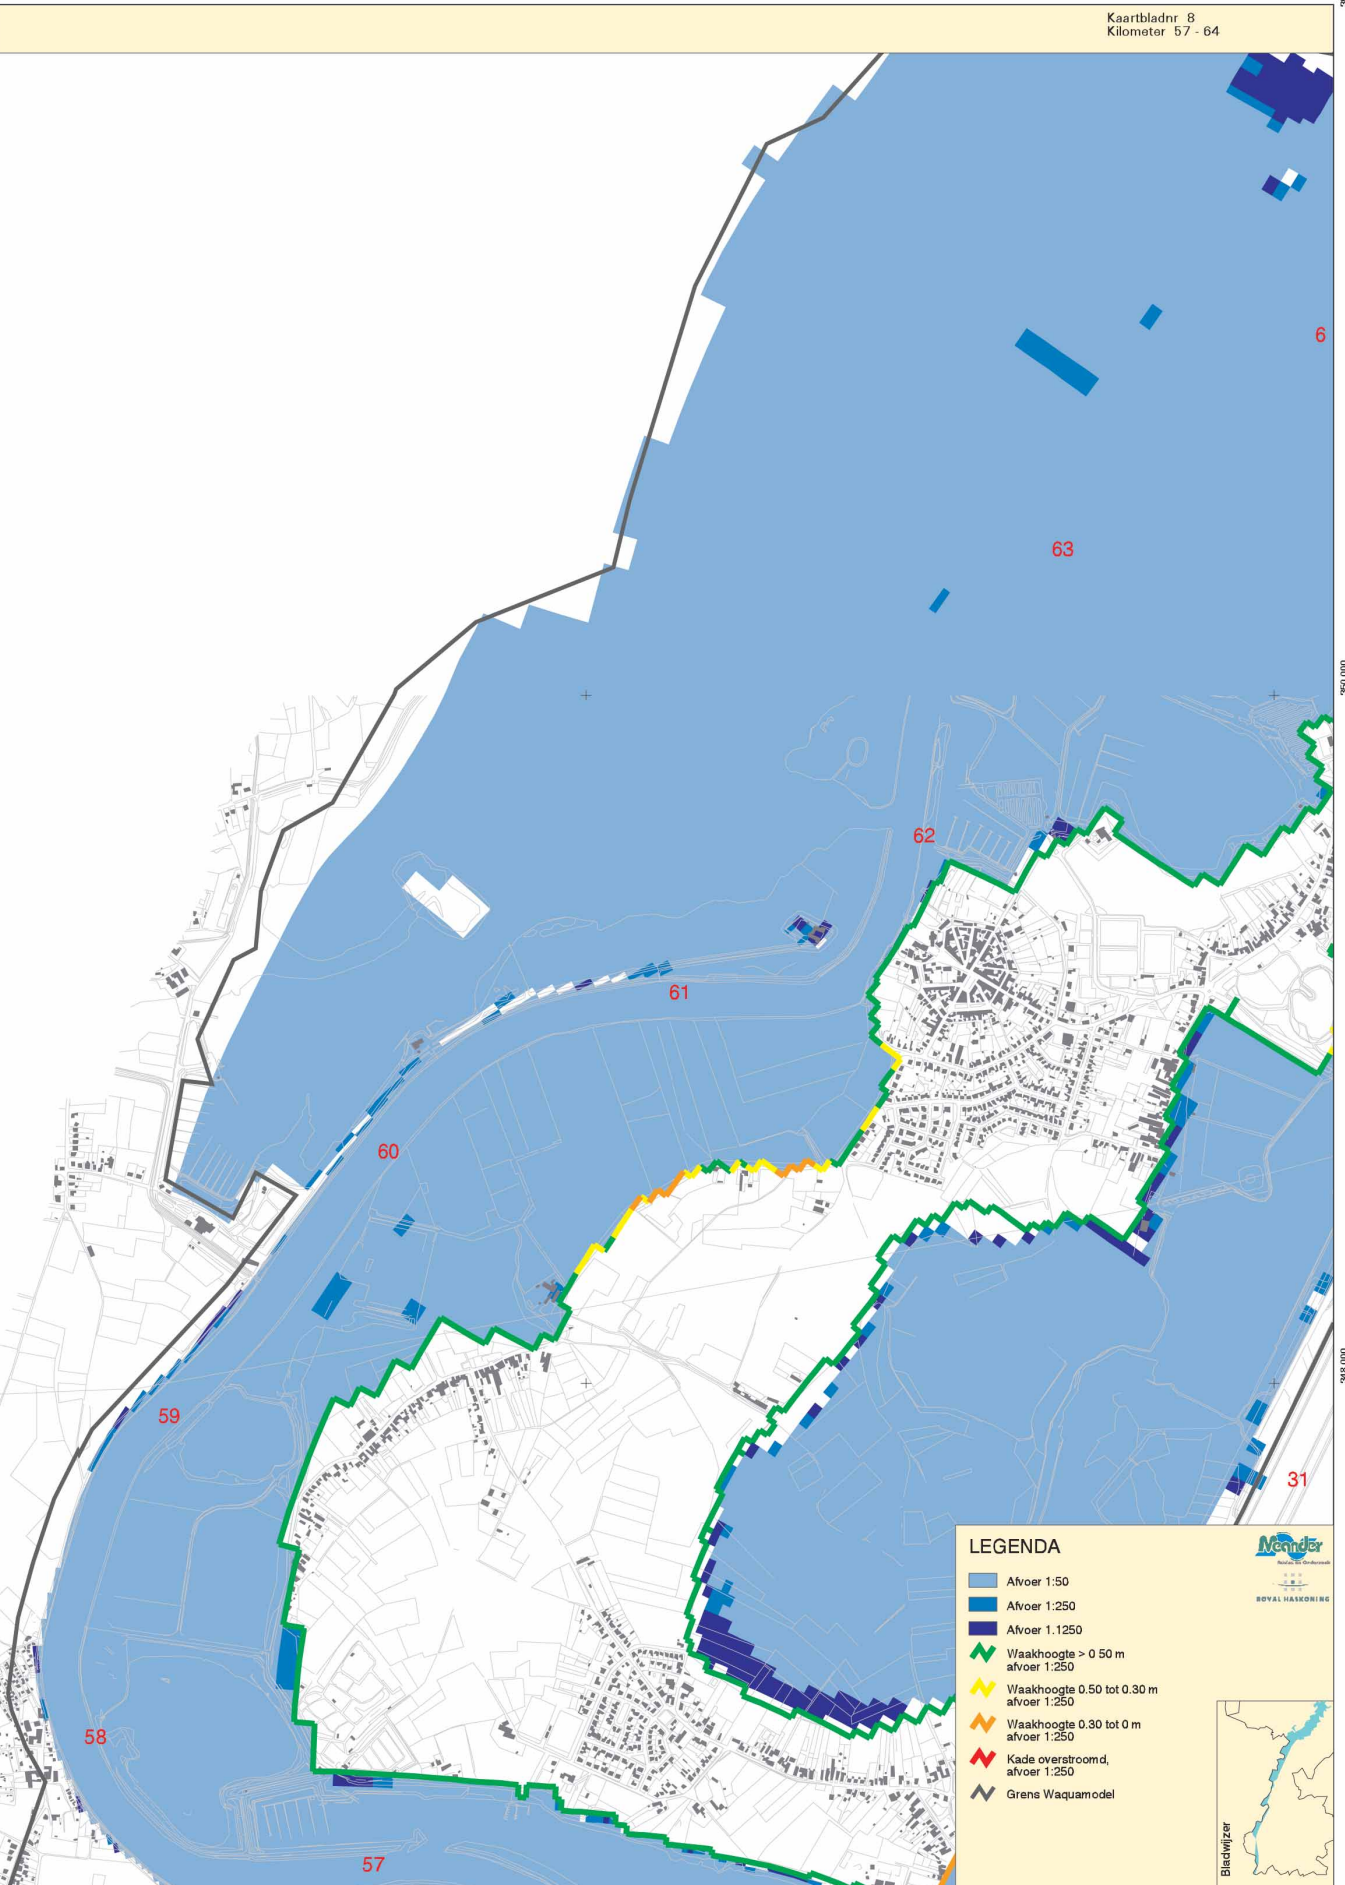 Kaartbladnr 8
Kilometer 57 - 64
6
63
62
61
60
59
31
58
57
LEGENDA
Meander
ROYAL HASKONING
Afvoer 1:50
Afvoer 1:250
Afvoer 1.1250
Waakhoogte > 0 50 m
afvoer 1:250
Waakhoogte 0.50 tot 0.30 m
afvoer 1:250
Waakhoogte 0.30 tot 0 m
afvoer 1:250
Kade overstroomd,
afvoer 1:250
Grens Waquamodel
Bladwijzer